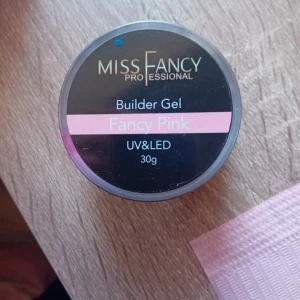 MISS FANCY
PROFESSIONAL
Builder Gel
Fancy Pink
UV&LED
30g